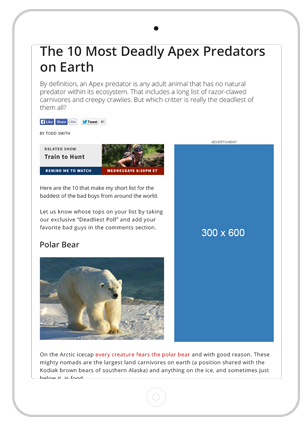 The 10 Most Deadly Apex Predators
on Earth
By definition, an Apex predator is any adult animal that has no natural
predator within its ecosystem. That includes a long list of razor-clawed
carnivores and creepy crawlies. But which critter is really the deadliest of
them all?
Like Share Tweet
BY TODD SMITH
ADVERTISEMENT
RELATED SHOW
Train to Hunt
REMIND ME TO WATCH
WEDNESDAYS 8:30PM ET
Here are the 10 that make my short list for the
baddest of the bad boys from around the world.
Let us know whose tops on your list by taking
our exclusive "Deadliest Poll" and add your
favorite bad guys in the comments section.
300 x 600
Polar Bear
On the Arctic icecap every creature fears the polar bear and with good reason. These
mighty nomads are the largest land carnivores on earth (a position shared with the
Kodiak brown bears of southern Alaska) and anything on the ice, and sometimes just
below it, is food.